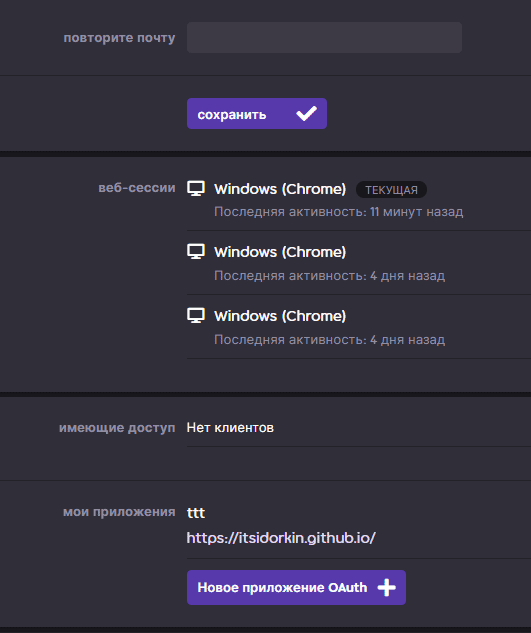 повторите почту
сохранить
веб-сессии
Windows (Chrome) ТЕКУЩАЯ
Последняя активность: 11 минут назад
Windows (Chrome)
Последняя активность: 4 дня назад
Windows (Chrome)
Последняя активность: 4 дня назад
имеющие доступ Нет клиентов
мои приложения ttt
https://itsidorkin.github.io/
Новое приложение OAuth